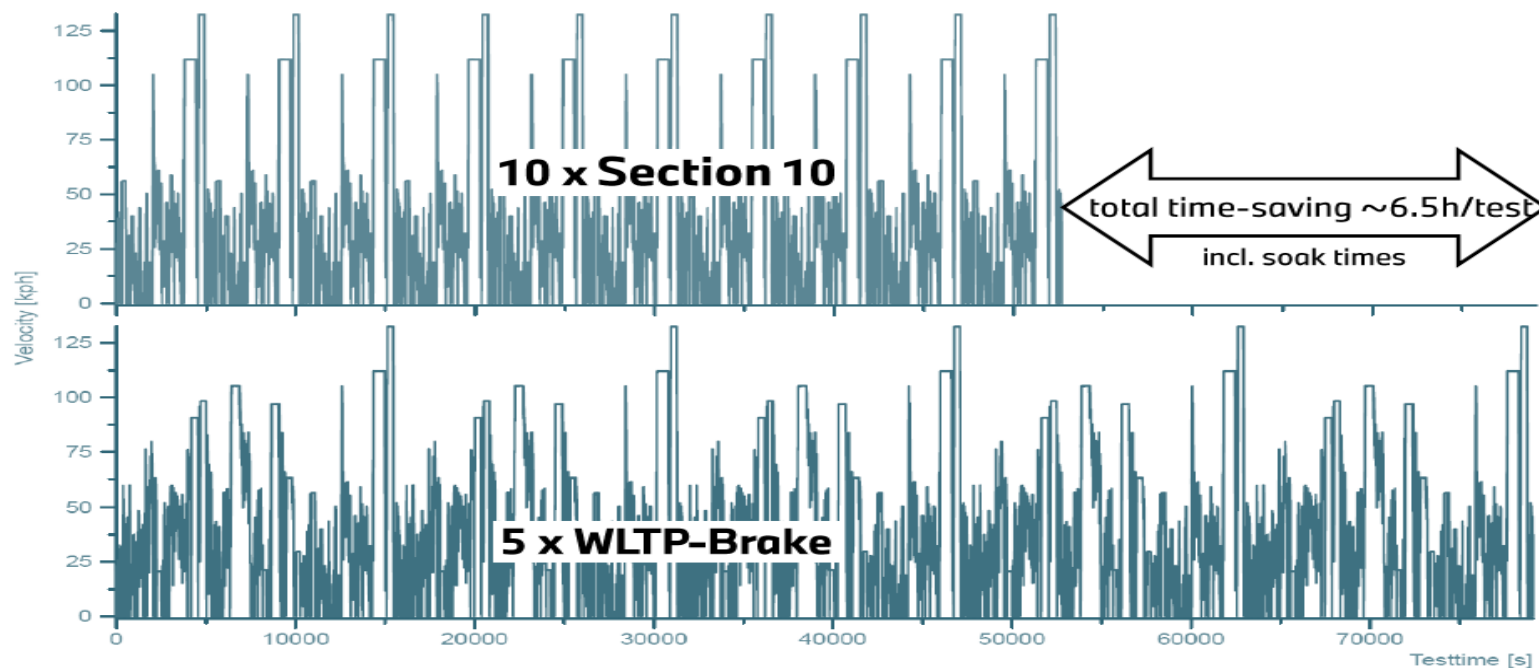 125
100
75
50
25
0
10 x Section 10
total time-saving ~6.5h/test
incl. soak times
Velocity [kph]
125
100
75
50
25
0
5 x WLTP-Brake
0 10000 20000 30000 40000 50000 60000 70000
Testtime [s]